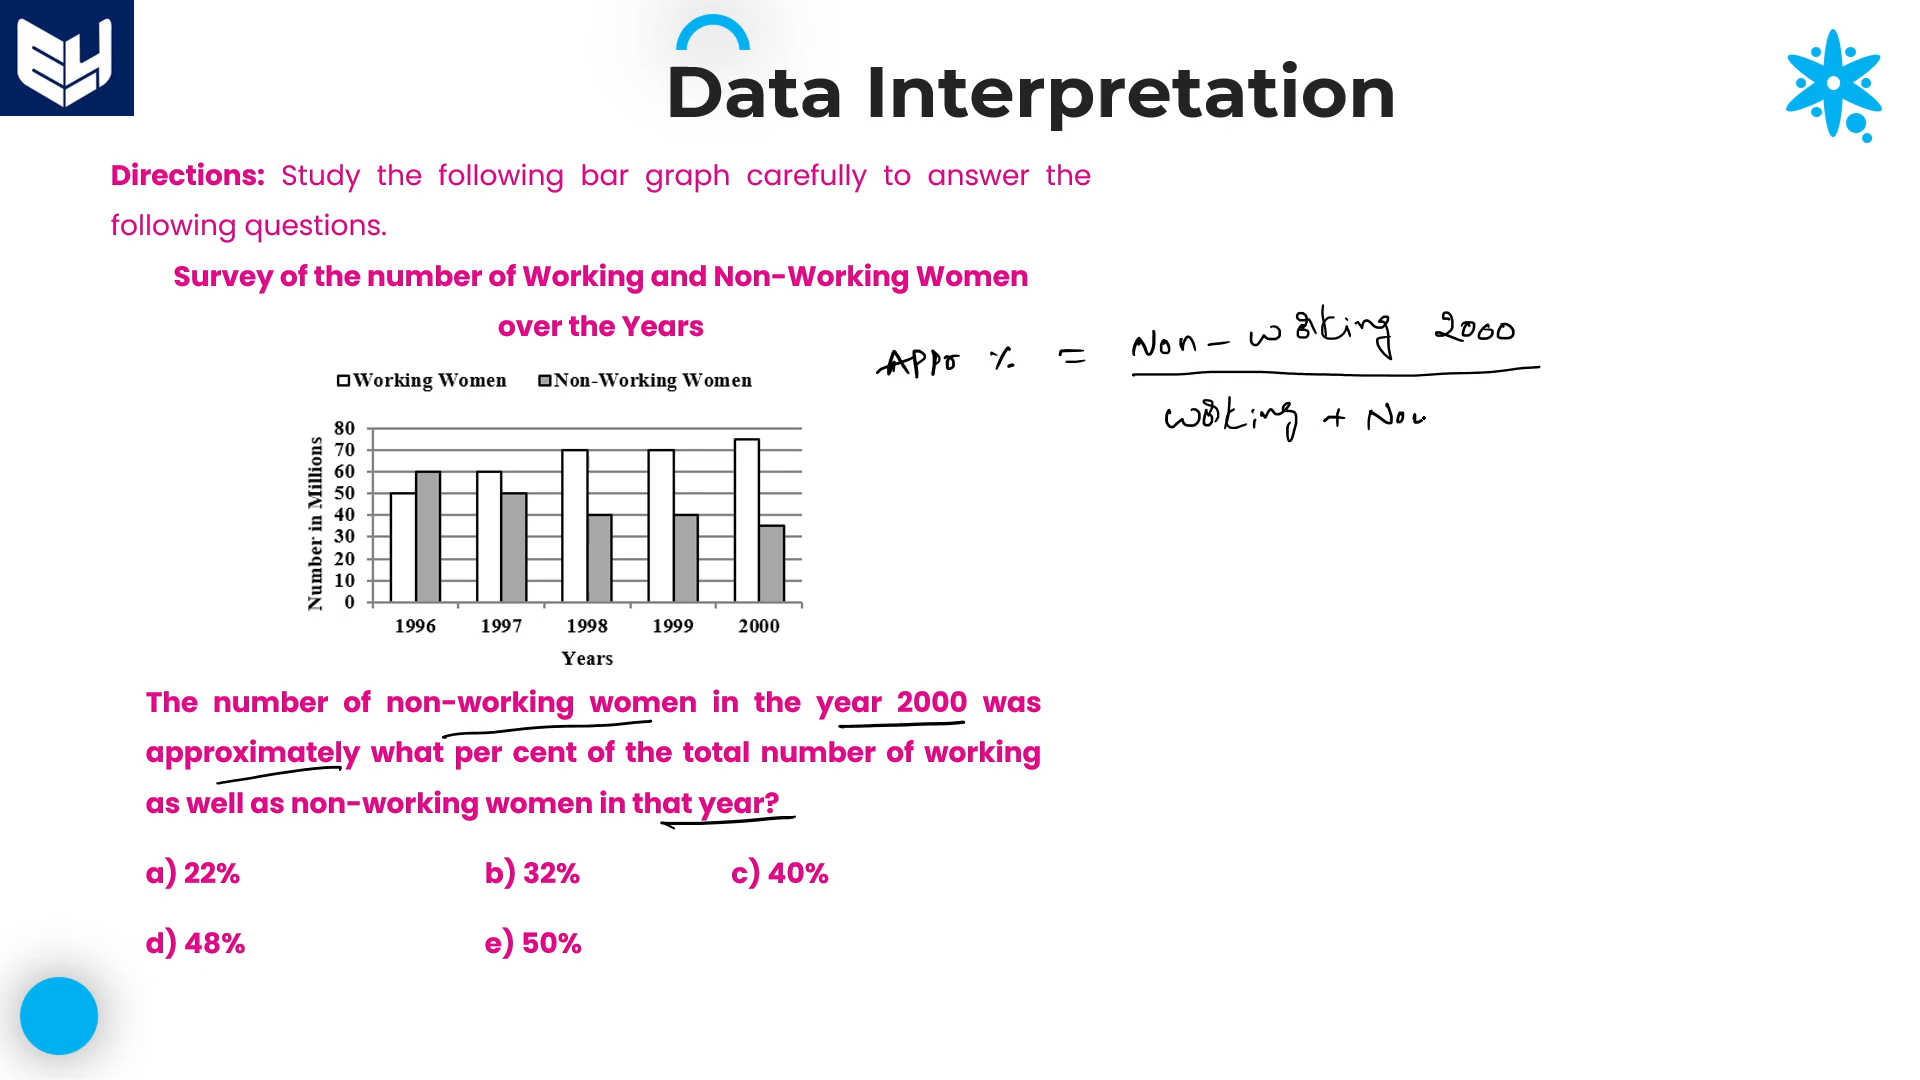 Data Interpretation
Directions: Study the following bar graph carefully to answer the
following questions.
Survey of the number of Working and Non-Working Women
over the Years
Appr % = Non-working 2000
working + Non
Working Women Non-Working Women
Number in Millions
80
70
60
50
40
30
20
10
0
1996 1997 1998 1999 2000
Years
The number of non-working women in the year 2000 was
approximately what per cent of the total number of working
as well as non-working women in that year?
a) 22% b) 32% c) 40%
d) 48% e) 50%